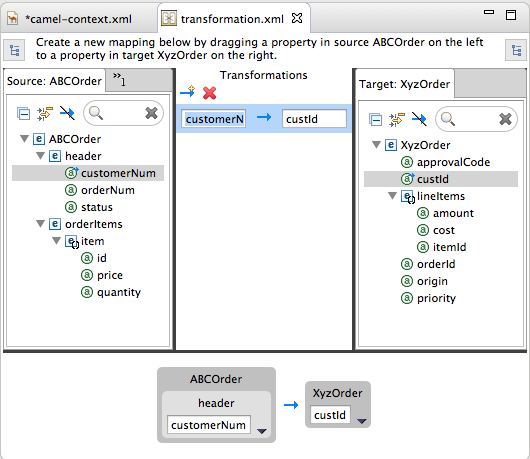 *camel-context.xml
transformation.xml
Create a new mapping below by dragging a property in source ABCOrder on the left
to a property in target XyzOrder on the right.
Source: ABCOrder
»1
ABCOrder
header
customerNum
orderNum
status
orderItems
item
id
price
quantity
Transformations
customerN
custId
Target: XyzOrder
XyzOrder
approvalCode
custId
lineItems
amount
cost
itemId
orderId
origin
priority
ABCOrder
header
customerNum
XyzOrder
custId